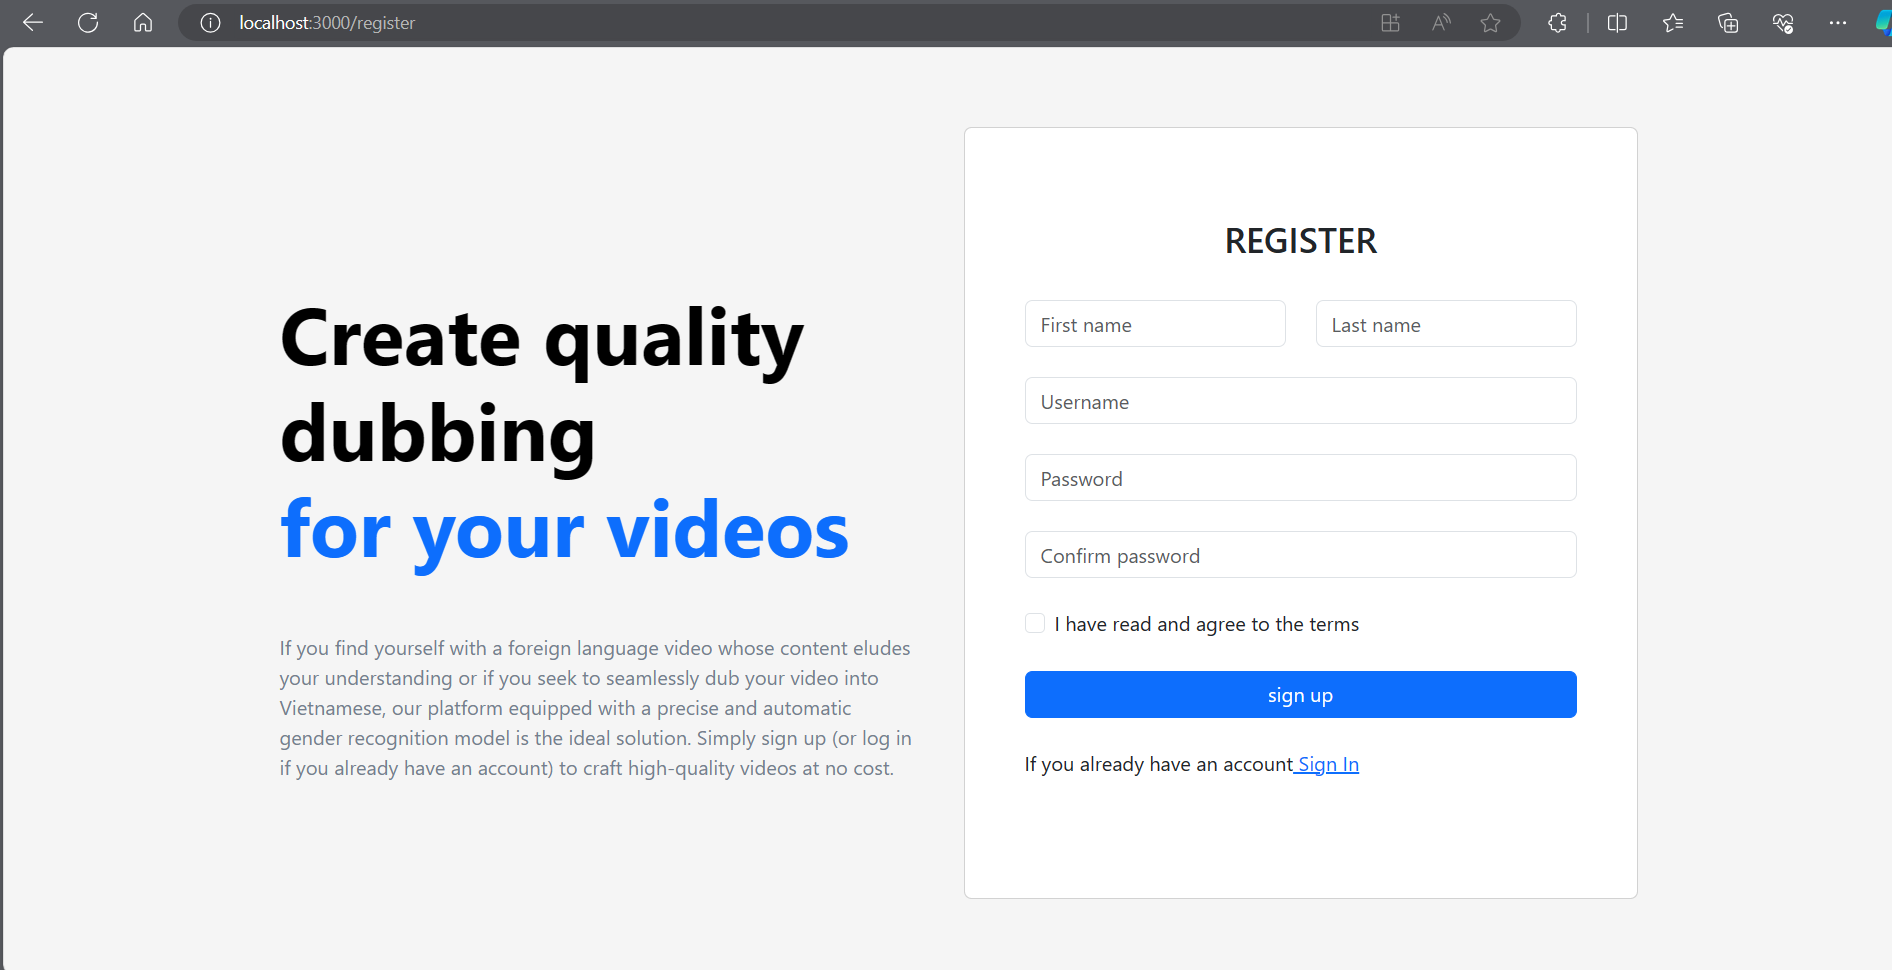 localhost:3000/register
Create quality
dubbing
for your videos
If you find yourself with a foreign language video whose content eludes
your understanding or if you seek to seamlessly dub your video into
Vietnamese, our platform equipped with a precise and automatic
gender recognition model is the ideal solution. Simply sign up (or log in
if you already have an account) to craft high-quality videos at no cost.
REGISTER
First name
Last name
Username
Password
Confirm password
I have read and agree to the terms
sign up
If you already have an account Sign In